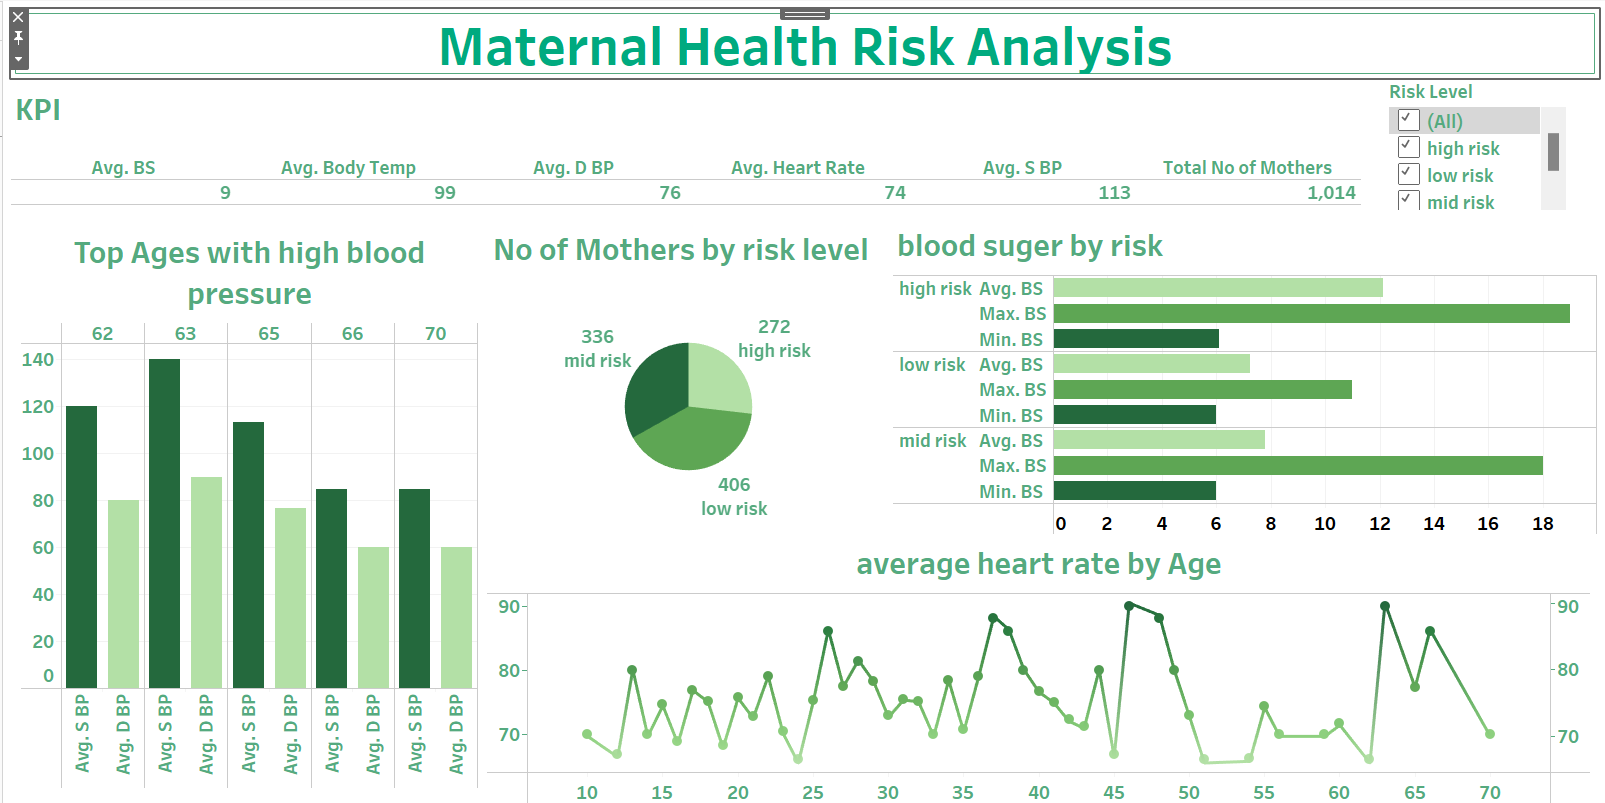 Maternal Health Risk Analysis
KPI
Avg. BS Avg. Body Temp Avg. D BP Avg. Heart Rate Avg. S BP Total No of Mothers
9 99 76 74 113 1,014
Risk Level
(All)
high risk
low risk
mid risk
Top Ages with high blood
pressure
62 63 65 66 70
140
120
100
80
60
40
20
0
Avg. S BP Avg. D BP Avg. S BP Avg. D BP Avg. S BP Avg. D BP Avg. S BP Avg. D BP Avg. S BP Avg. D BP
No of Mothers by risk level
336
mid risk
272
high risk
406
low risk
blood suger by risk
high risk Avg. BS
Max. BS
Min. BS
low risk Avg. BS
Max. BS
Min. BS
mid risk Avg. BS
Max. BS
Min. BS
0 2 4 6 8 10 12 14 16 18
average heart rate by Age
90 90
80 80
70 70
10 15 20 25 30 35 40 45 50 55 60 65 70